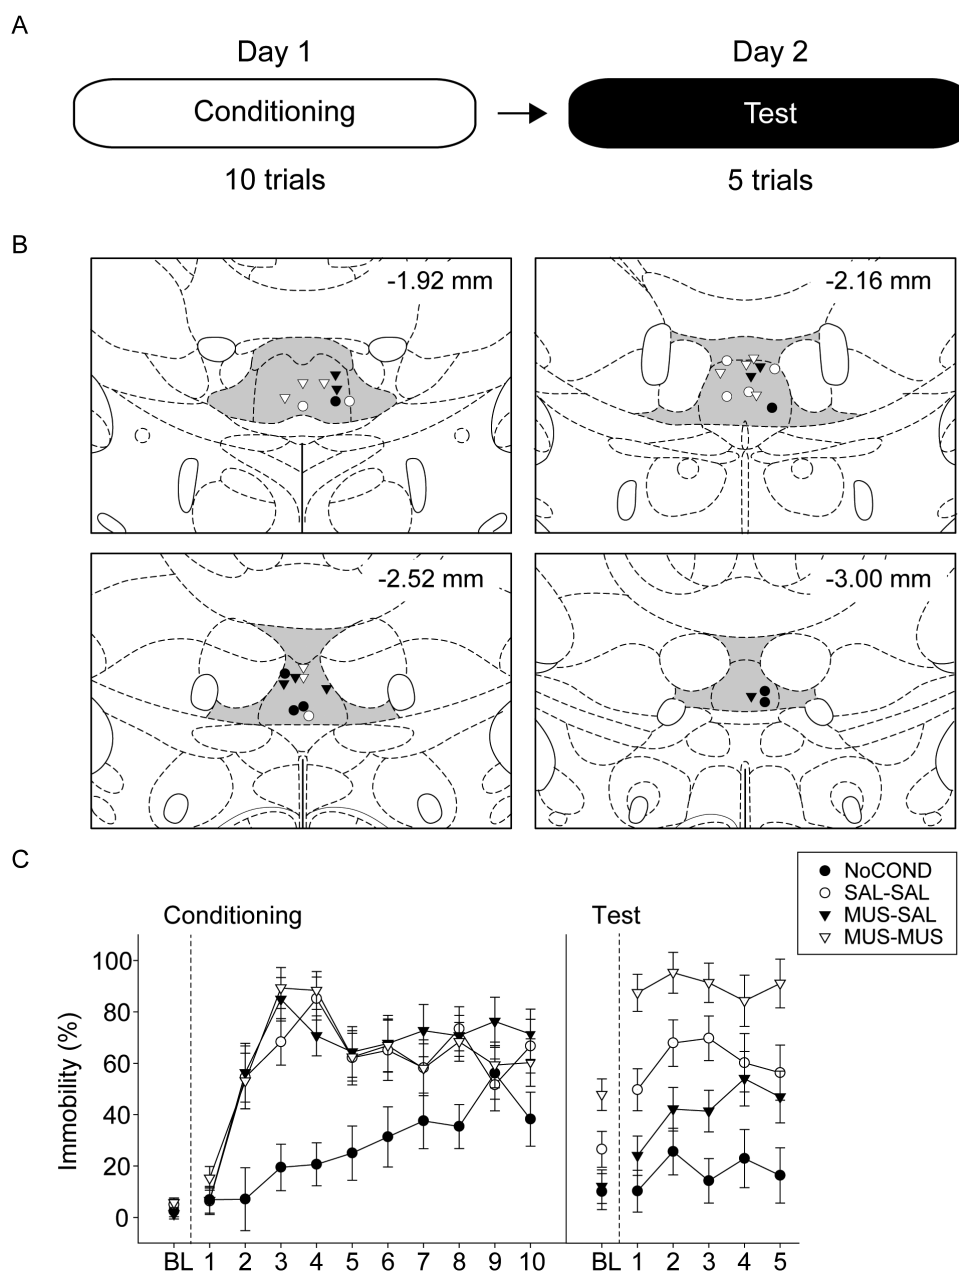 A
Day 1
Day 2
Conditioning
Test
10 trials
5 trials
B
-1.92 mm
-2.16 mm
-2.52 mm
-3.00 mm
C
NoCOND
SAL-SAL
MUS-SAL
MUS-MUS
Conditioning
Test
Immobility (%)
100
80
60
40
20
0
BL 1 2 3 4 5 6 7 8 9 10
BL 1 2 3 4 5